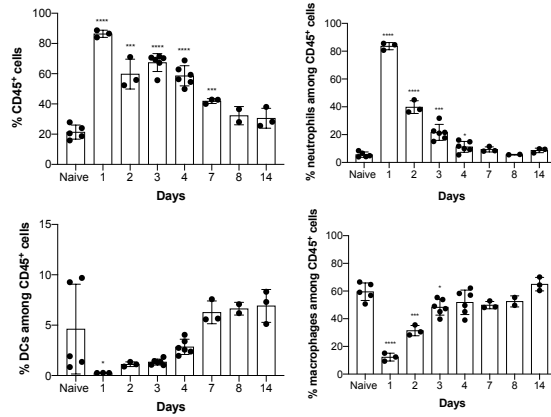 % CD45⁺ cells
100
80
60
40
20
0
**** *** **** **** ***
Naive 1 2 3 4 7 8 14
Days
% neutrophils among CD45⁺ cells
100
80
60
40
20
0
**** **** *** *
Naive 1 2 3 4 7 8 14
Days
% DCs among CD45⁺ cells
15
10
5
0
*
Naive 1 2 3 4 7 8 14
Days
% macrophages among CD45⁺ cells
100
80
60
40
20
0
**** *** *
Naive 1 2 3 4 7 8 14
Days